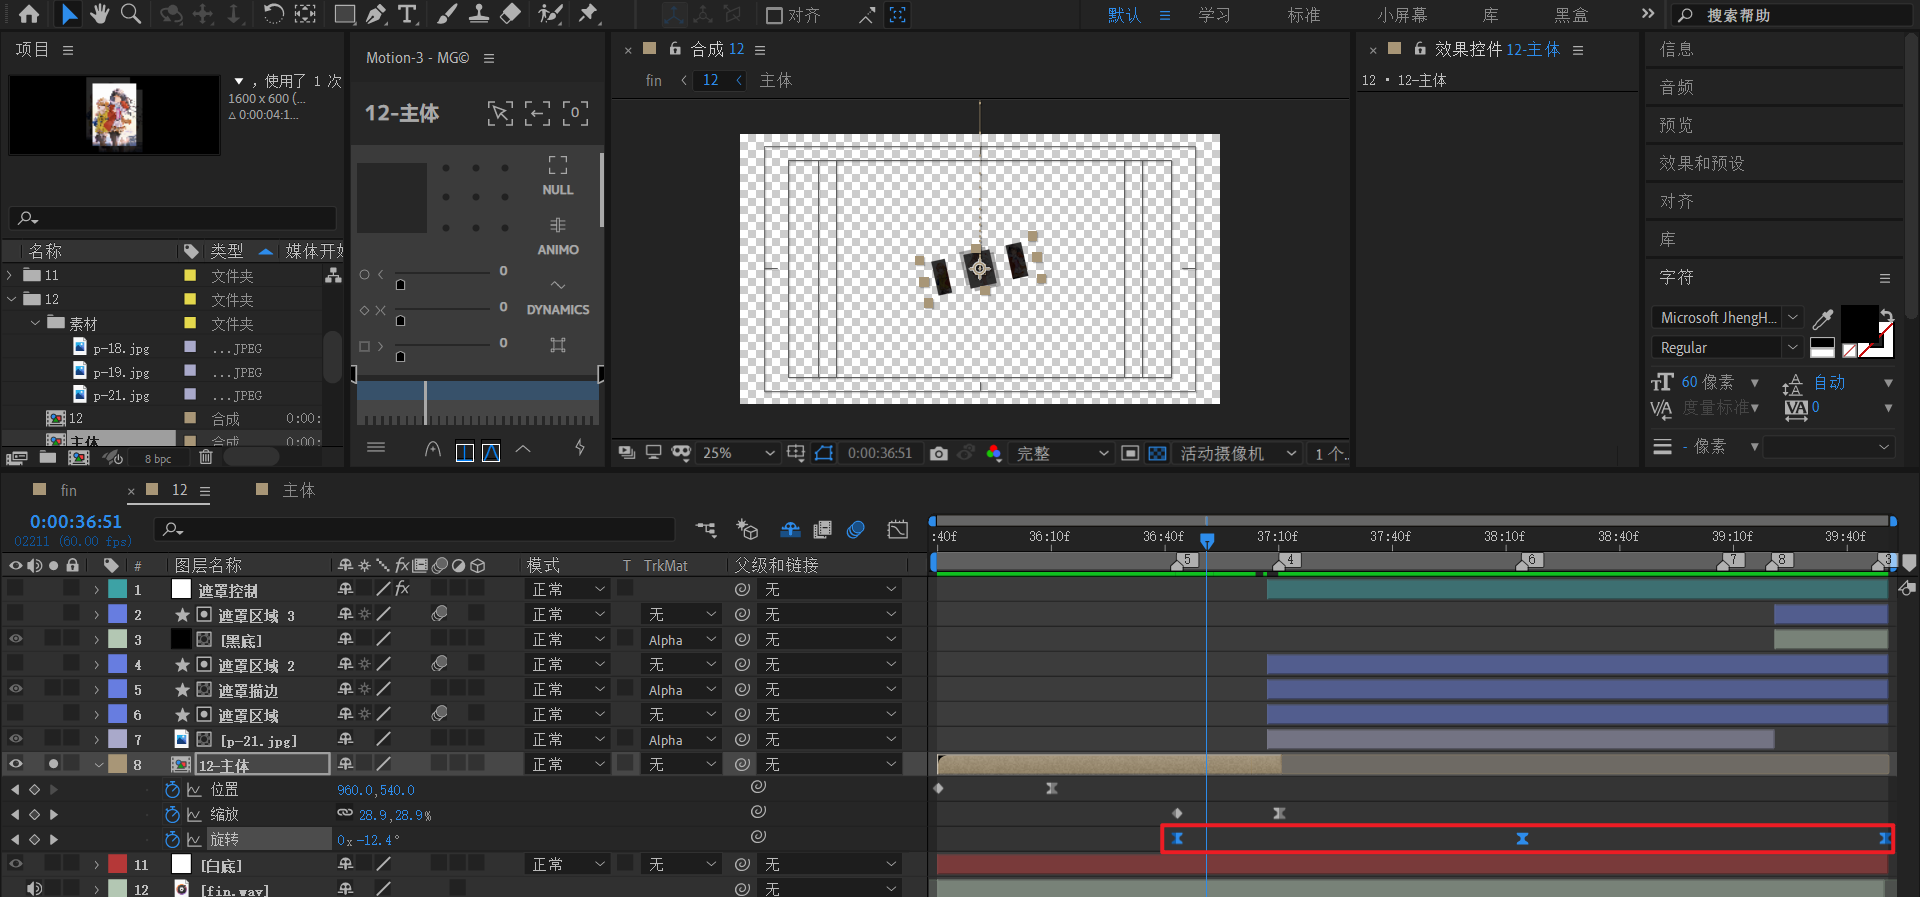 对齐
默认
学习
标准
小屏幕
库
黑盒
搜索帮助
项目
，使用了 1 次
1600 x 600 (...
△ 0:00:04:1...
名称
类型
媒体开始
11
文件夹
12
文件夹
素材
文件夹
p-18.jpg
...JPEG
p-19.jpg
...JPEG
p-21.jpg
...JPEG
12
合成
0:00:
主体
合成
0:00:
8 bpc
Motion-3 - MG©
12-主体
NULL
ANIMO
DYNAMICS
0
0
0
合成 12
fin
12
主体
25%
0:00:36:51
完整
活动摄像机
1 个..
效果控件 12-主体
12 · 12-主体
信息
音频
预览
效果和预设
对齐
库
字符
Microsoft JhengH...
Regular
60 像素
自动
度量标准
0
- 像素
fin
12
主体
0:00:36:51
02211 (60.00 fps)
:40f
36:10f
36:40f
37:10f
37:40f
38:10f
38:40f
39:10f
39:40f
5
4
6
7
8
3
#
图层名称
fx
模式
T TrkMat
父级和链接
1 遮罩控制 fx 正常 无
2 遮罩区域 3 正常 无 无
3 [黑底] 正常 Alpha 无
4 遮罩区域 2 正常 无 无
5 遮罩描边 正常 Alpha 无
6 遮罩区域 正常 无 无
7 [p-21.jpg] 正常 Alpha 无
8 12-主体 正常 无 无
位置 960.0,540.0
缩放 28.9,28.9%
旋转 0x-12.4°
11 [白底] 正常 无 无
12 [fin.wav] 无